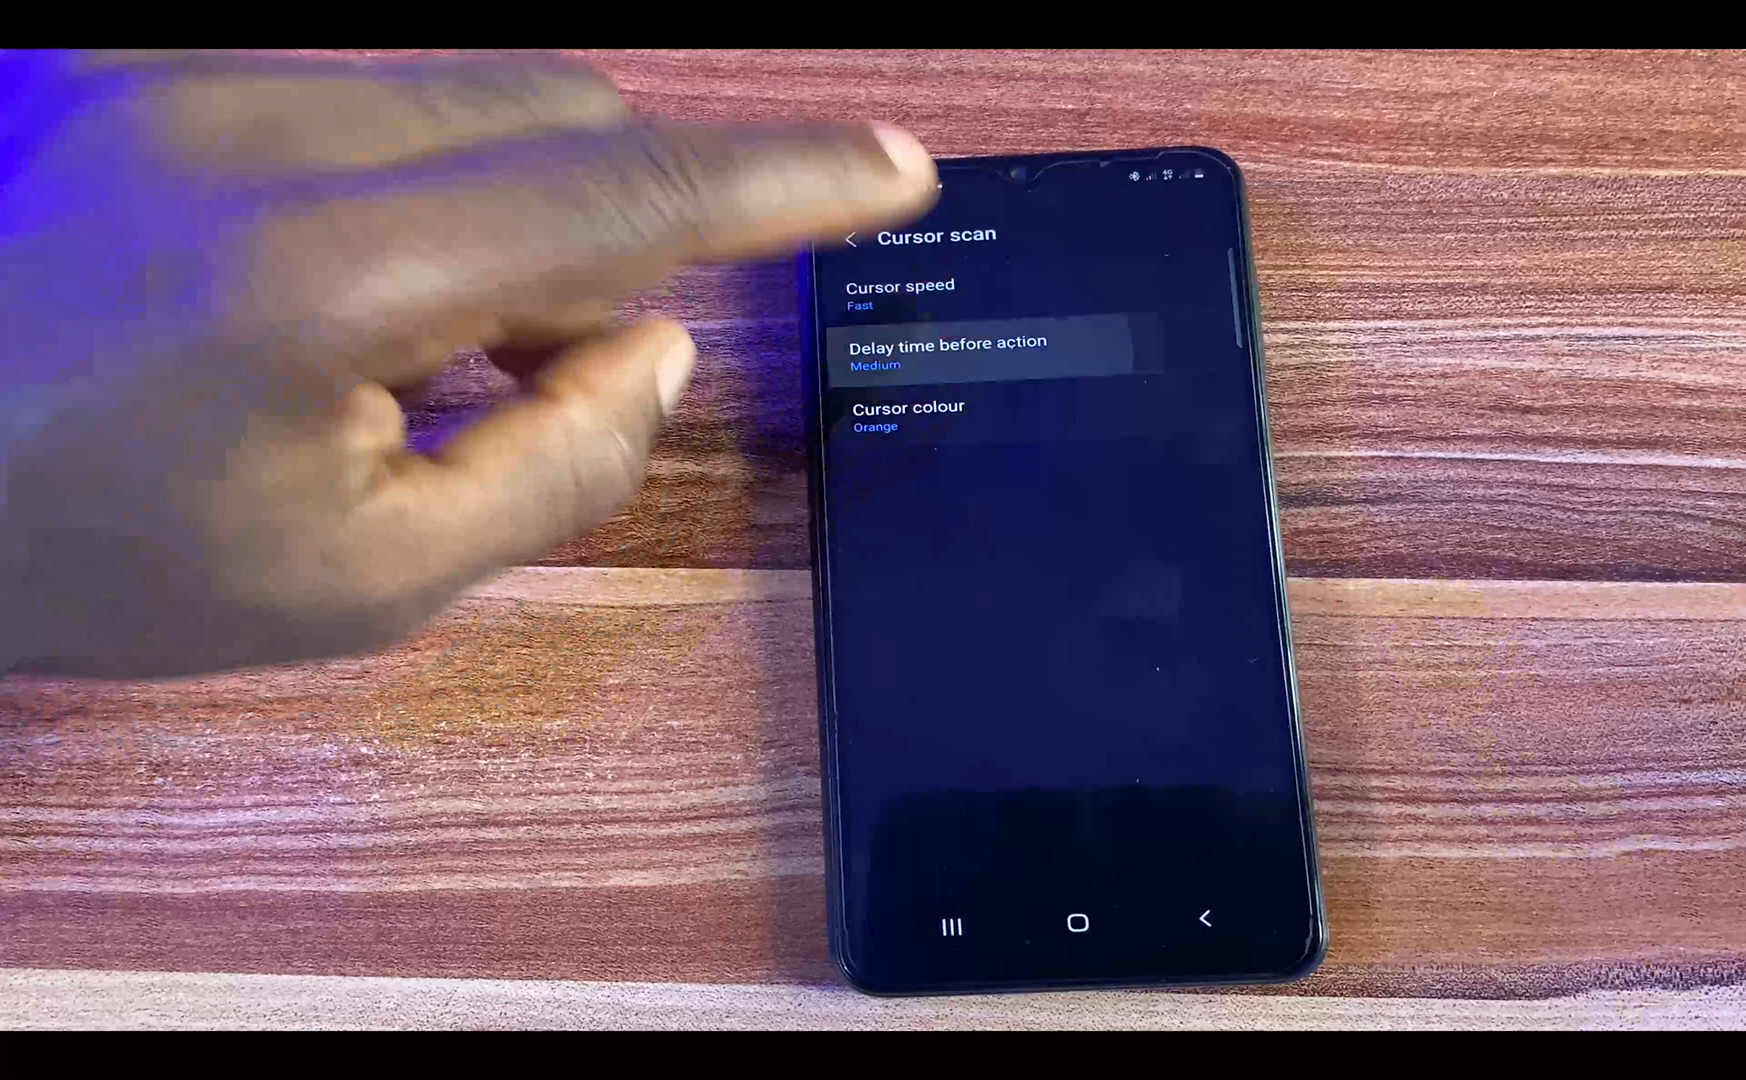 Cursor scan
Cursor speed
Fast
Delay time before action
Medium
Cursor colour
Orange